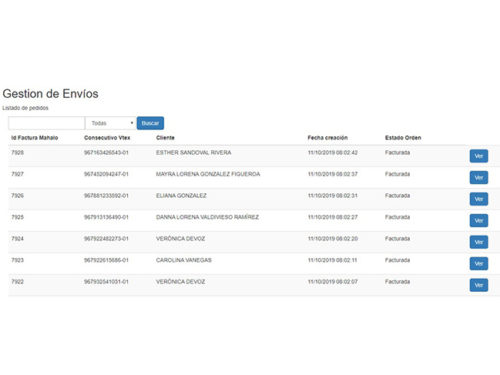 Gestion de Envíos
Listado de pedidos
Todas Buscar
Id Factura Mahalo Consecutivo Vtex Cliente Fecha creación Estado Orden
7928 967163426543-01 ESTHER SANDOVAL RIVERA 11/10/2019 08:02:42 Facturada Ver
7927 967402094247-01 MAYRA LORENA GONZALEZ FIGUEROA 11/10/2019 08:02:37 Facturada Ver
7926 967881233592-01 ELIANA GONZALEZ 11/10/2019 08:02:31 Facturada Ver
7925 967913136490-01 DANNA LORENA VALDIVIESO RAMÍREZ 11/10/2019 08:02:27 Facturada Ver
7924 967922482273-01 VERÓNICA DEVOZ 11/10/2019 08:02:20 Facturada Ver
7923 967922615686-01 CAROLINA VANEGAS 11/10/2019 08:02:11 Facturada Ver
7922 967932541031-01 VERÓNICA DEVOZ 11/10/2019 08:02:07 Facturada Ver